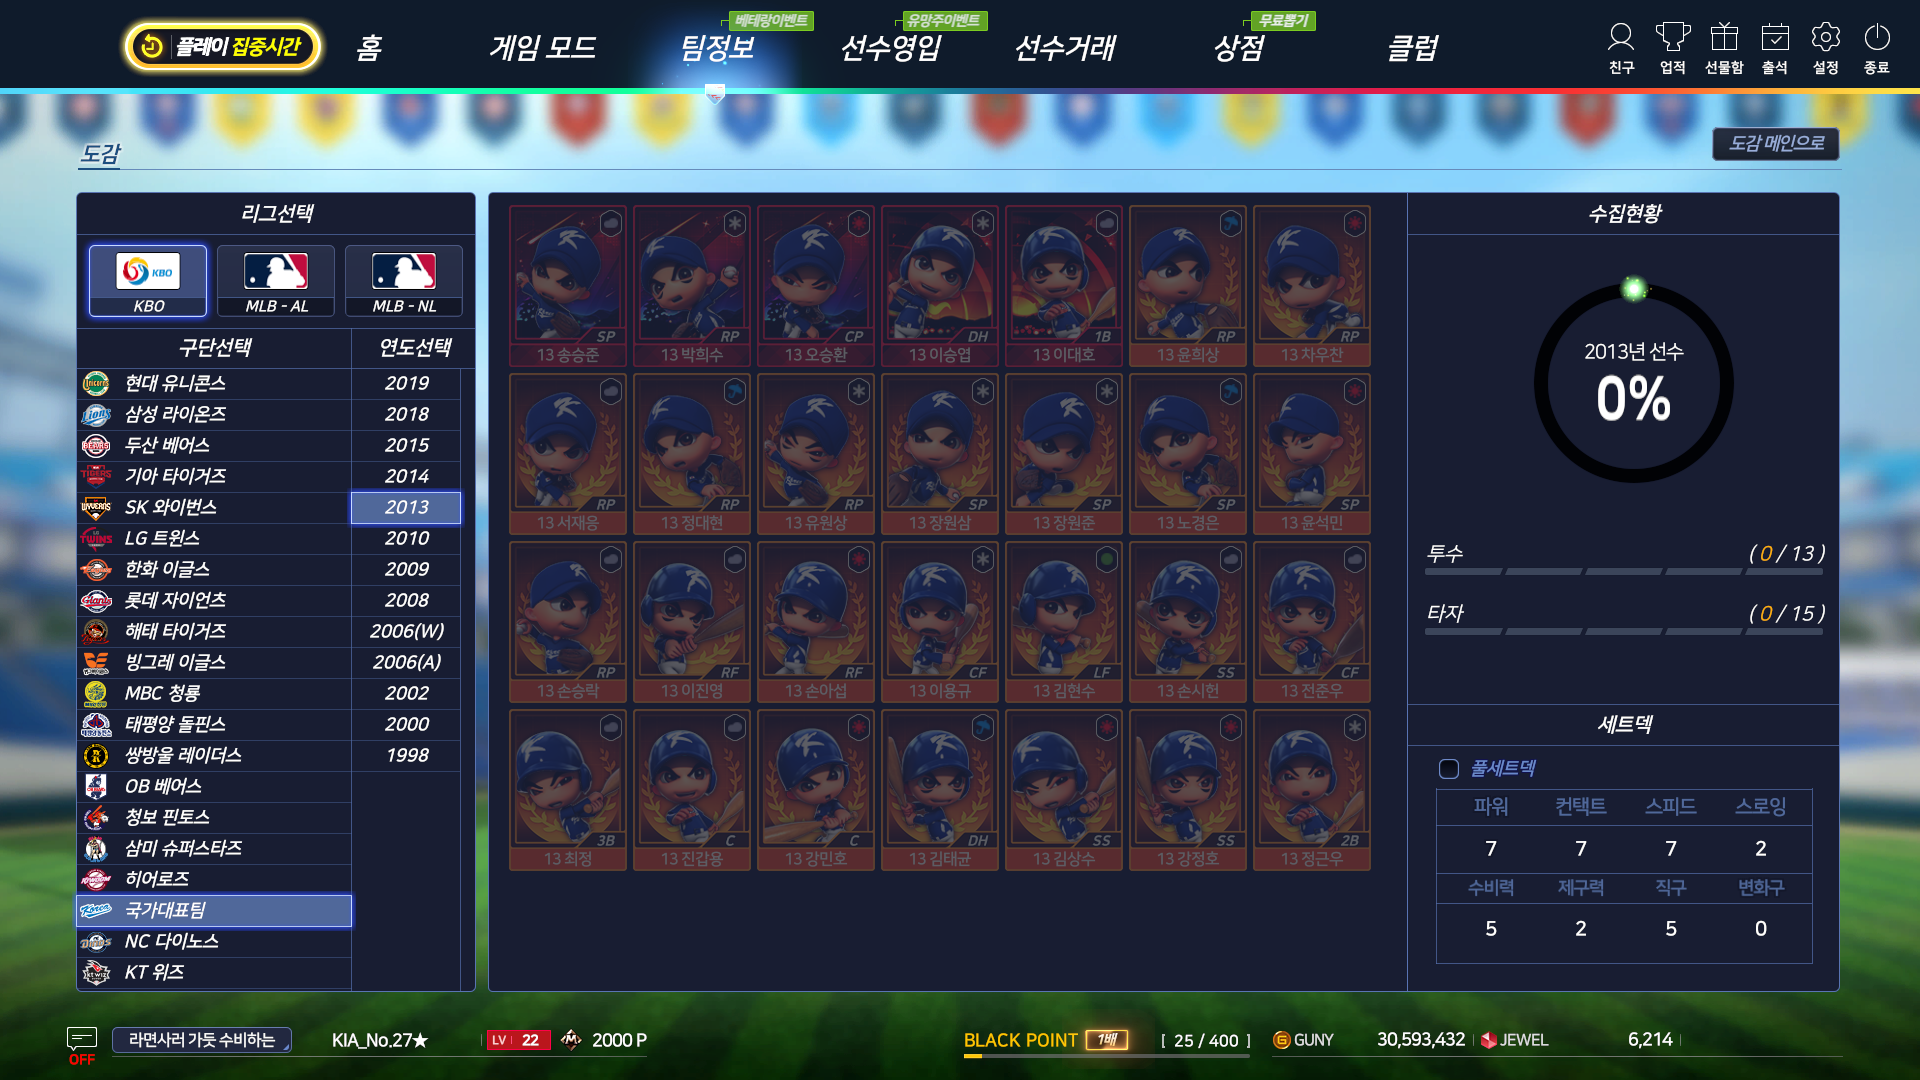 베테랑이벤트 유망주이벤트 무료뽑기
플레이 집중시간 홈 게임 모드 팀정보 선수영입 선수거래 상점 클럽
친구 업적 선물함 출석 설정 종료
도감 도감 메인으로
리그선택
KBO
KBO MLB - AL MLB - NL
구단선택 연도선택
현대 유니콘스 2019
삼성 라이온즈 2018
두산 베어스 2015
기아 타이거즈 2014
SK 와이번스 2013
LG 트윈스 2010
한화 이글스 2009
롯데 자이언츠 2008
해태 타이거즈 2006(W)
빙그레 이글스 2006(A)
MBC 청룡 2002
태평양 돌핀스 2000
쌍방울 레이더스 1998
OB 베어스
청보 핀토스
삼미 슈퍼스타즈
히어로즈
국가대표팀
NC 다이노스
KT 위즈
SP RP CP DH 1B RP RP
13 송승준 13 박희수 13 오승환 13 이승엽 13 이대호 13 윤희상 13 차우찬
RP RP RP SP SP SP SP
13 서재응 13 정대현 13 유원상 13 장원삼 13 장원준 13 노경은 13 윤석민
RP RF RF CF LF SS CF
13 손승락 13 이진영 13 손아섭 13 이용규 13 김현수 13 손시헌 13 전준우
3B C C DH SS SS 2B
13 최정 13 진갑용 13 강민호 13 김태균 13 김상수 13 강정호 13 정근우
수집현황
2013년 선수
0%
투수 ( 0 / 13 )
타자 ( 0 / 15 )
세트덱
풀세트덱
파워 컨택트 스피드 스로잉
7 7 7 2
수비력 제구력 직구 변화구
5 2 5 0
OFF 라면사러 가듯 수비하는 KIA_No.27★ LV 22 2000 P BLACK POINT 1배 [ 25 / 400 ] GUNY 30,593,432 JEWEL 6,214